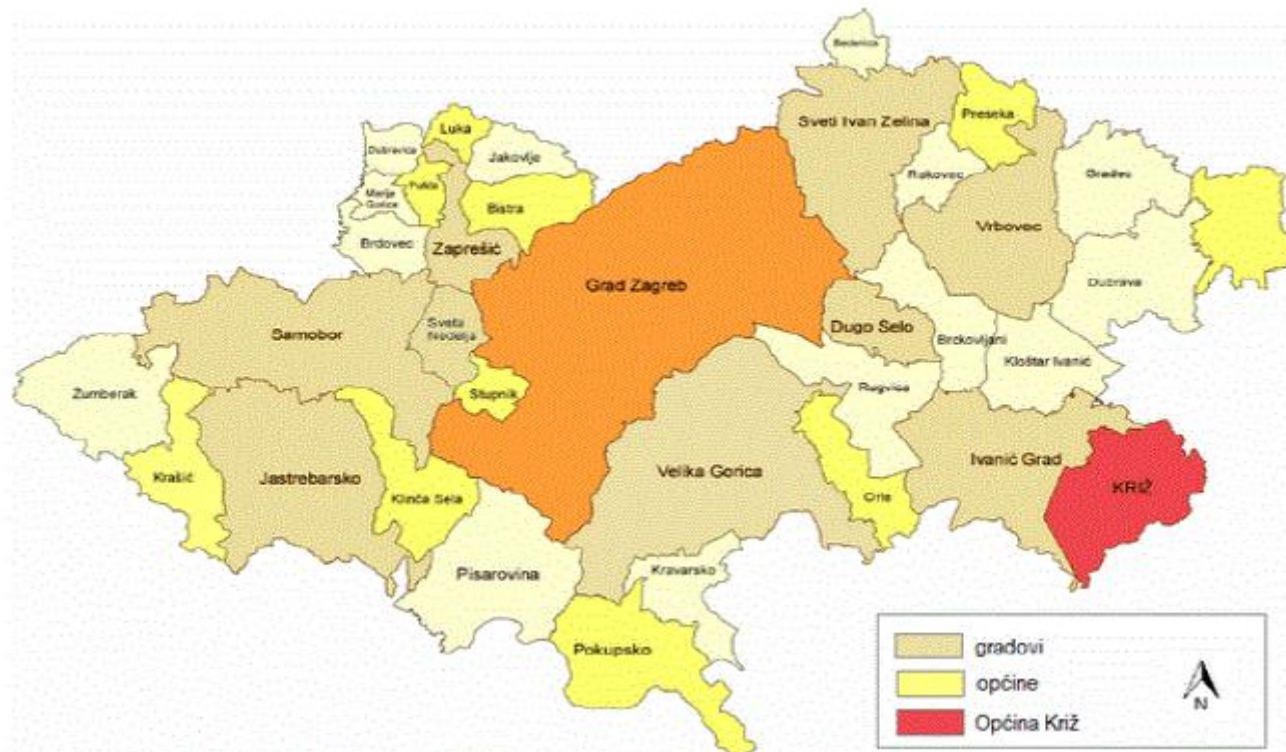 Bedenica
Sveti Ivan Zelina
Preseka
Luka
Dubravica
Jakovlje
Rakovec
Gradec
Pušća
Marija
Gorica
Bistra
Vrbovec
Brdovec
Zaprešić
Grad Zagreb
Dubrava
Samobor
Sveta
Nedelja
Dugo Selo
Brckovljani
Kloštar Ivanić
Žumberak
Stupnik
Rugvica
Krašić
Jastrebarsko
Klinča Sela
Velika Gorica
Orle
Ivanić Grad
KRIŽ
Pisarovina
Kravarsko
Pokupsko
gradovi
općine
Općina Križ
N